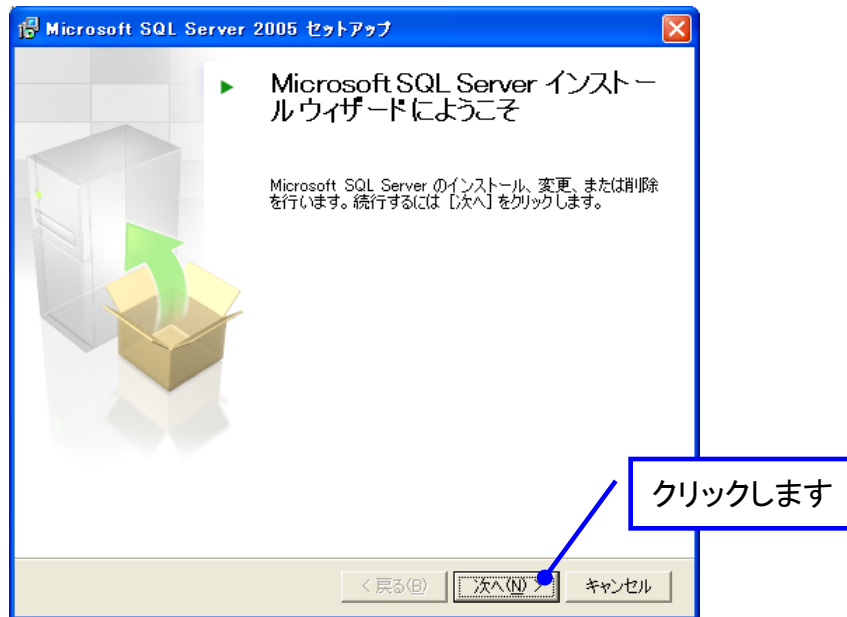 Microsoft SQL Server 2005 セットアップ
Microsoft SQL Server インストー
ル ウィザードにようこそ
Microsoft SQL Server のインストール、変更、または削除
を行います。続行するには [次へ] をクリックします。
クリックします
< 戻る(B)
次へ(N) >
キャンセル